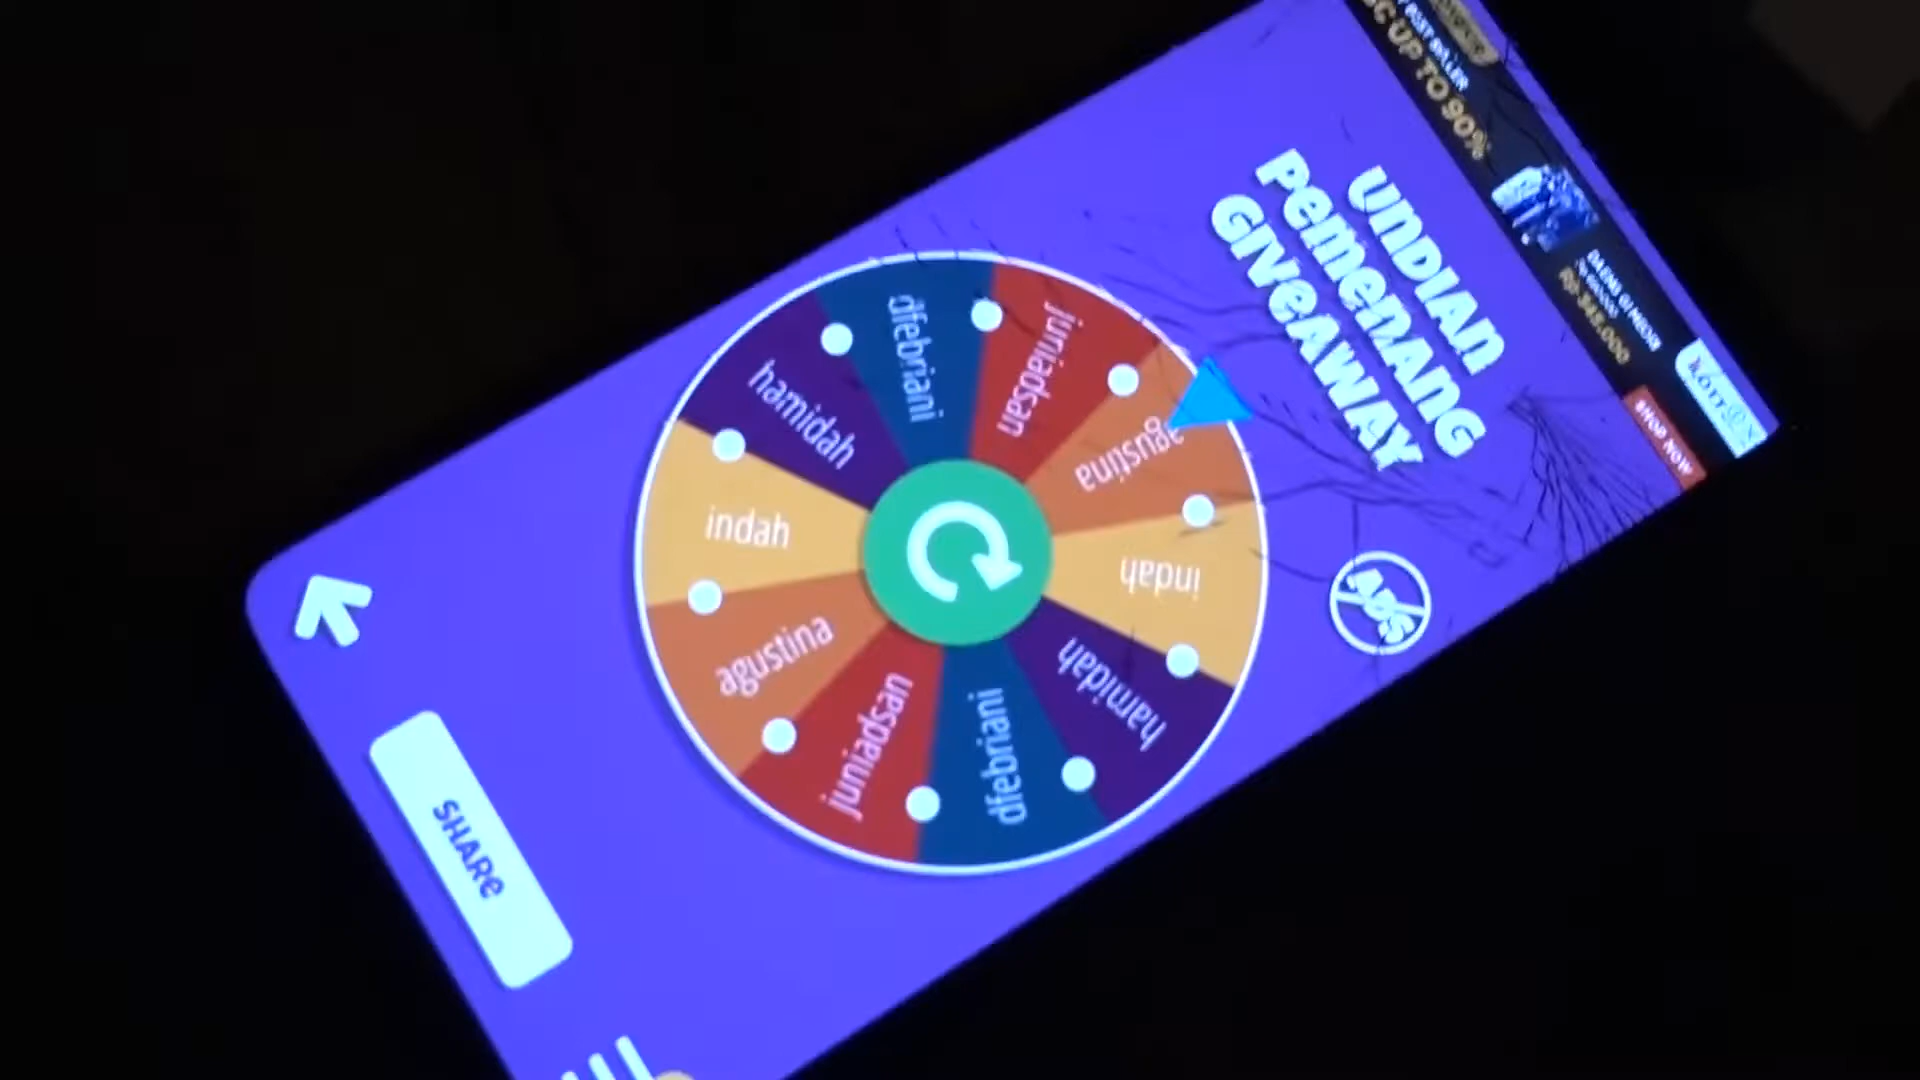 UP TO 90%
SHOP NOW
UNDIAN
PEMENANG
GIVEAWAY
ADS
juniadsan
agustina
indah
hamidah
dfebriani
juniadsan
agustina
indah
hamidah
dfebriani
SHARE